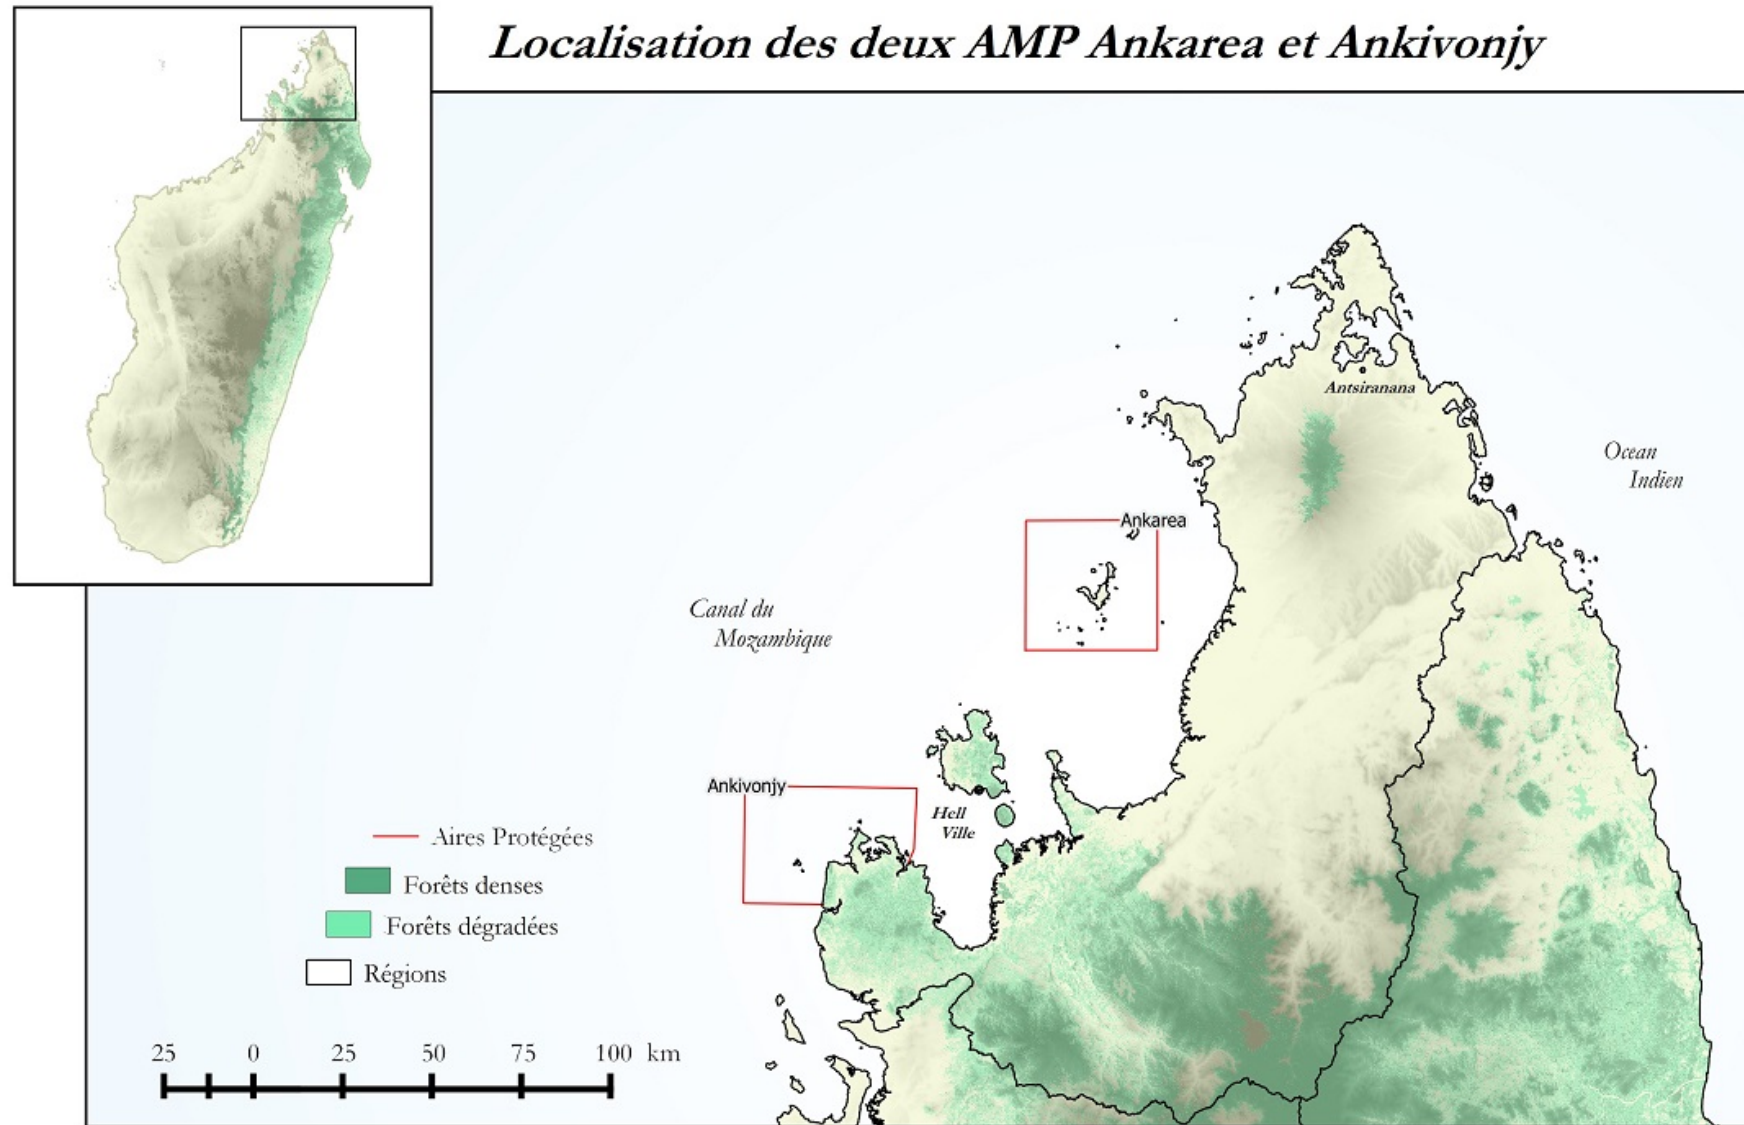 Localisation des deux AMP Ankarea et Ankivonjy
Antsiranana
Ocean
Indien
Ankarea
Canal du
Mozambique
Ankivonjy
Hell
Ville
Aires Protégées
Forêts denses
Forêts dégradées
Régions
25 0 25 50 75 100 km